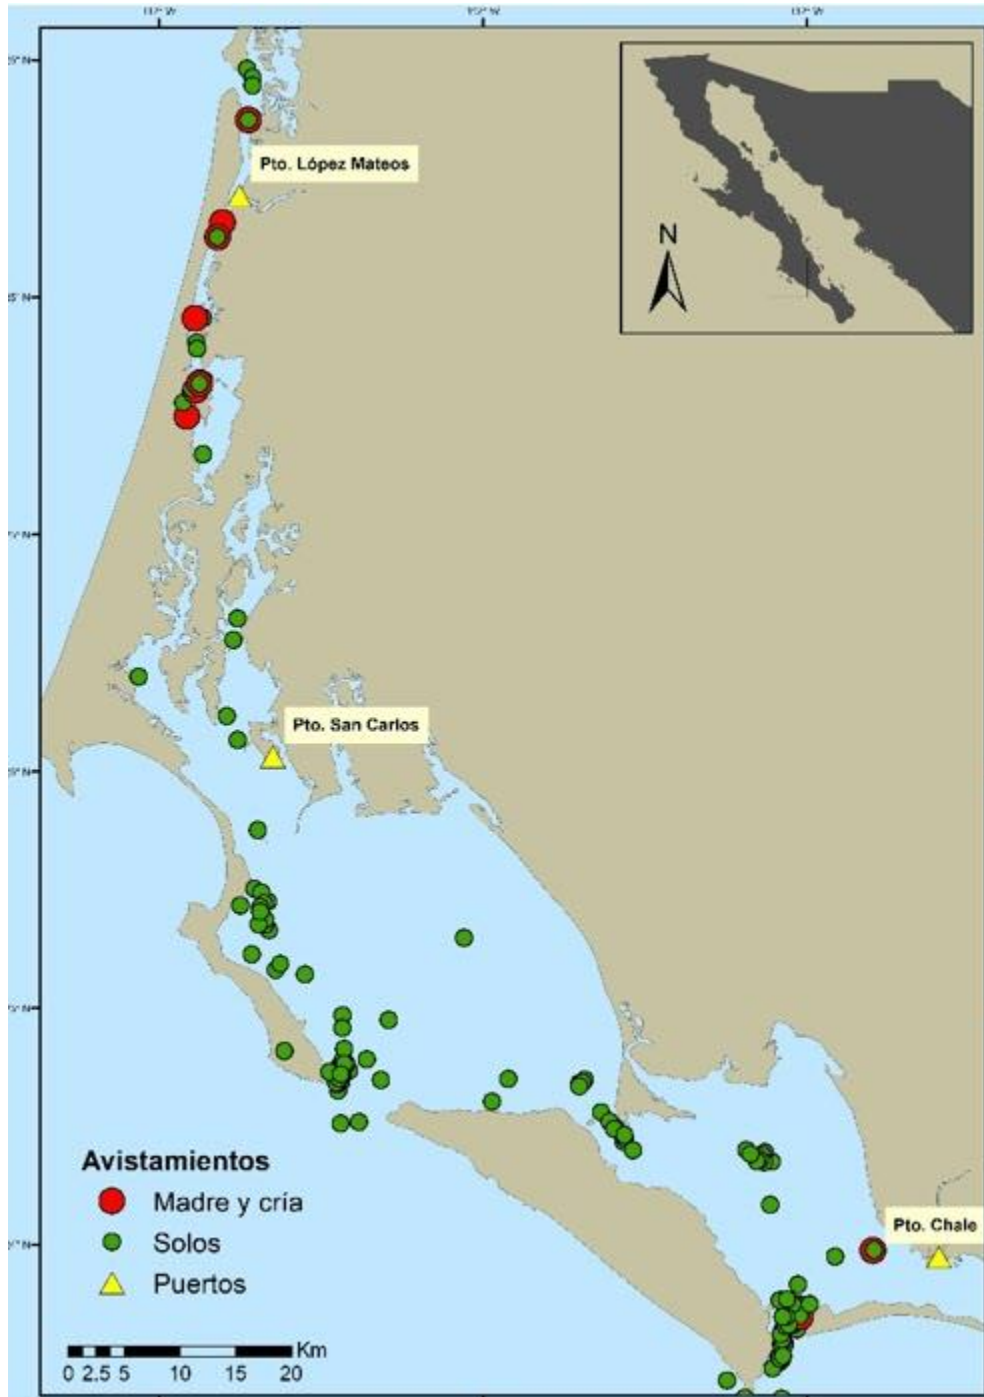 Pto. López Mateos
N
Pto. San Carlos
Avistamientos
Madre y cría
Solos
Puertos
Pto. Chale
Km
0 2.5 5 10 15 20